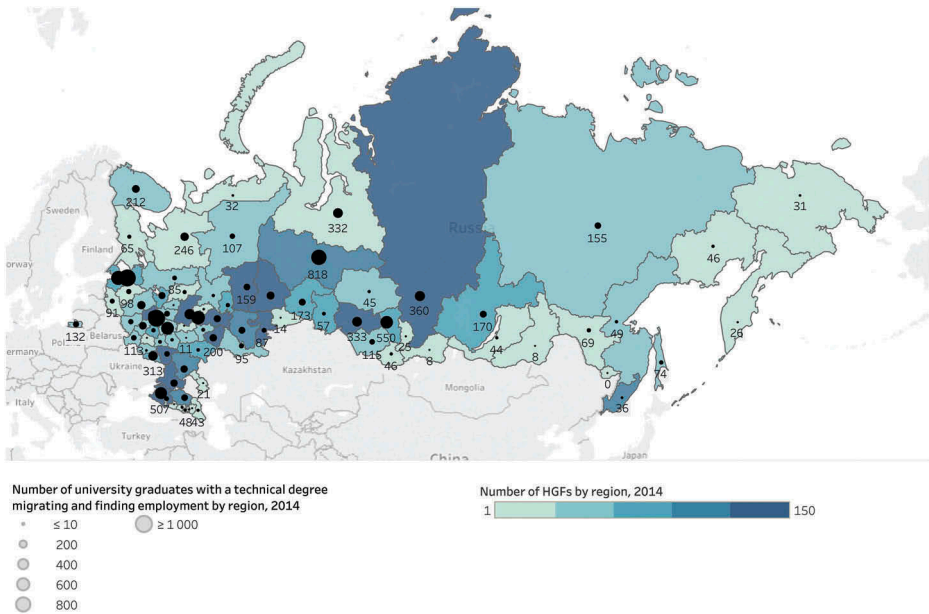 Sweden
Finland
orway
Russia
212
32
332
31
65
246
107
155
46
818
85
159
45
360
98
91
173
57
170
26
132
Belarus
14
333
550
49
Pol
ermany
113
11
200
87
95
115
25
44
69
74
46
8
8
0
36
Ukraine
313
Kazakhstan
Mongolia
Italy
21
507
4843
Turkey
China
Japan
Number of university graduates with a technical degree
migrating and finding employment by region, 2014
≤ 10
≥ 1 000
200
400
600
800
Number of HGFs by region, 2014
1
150